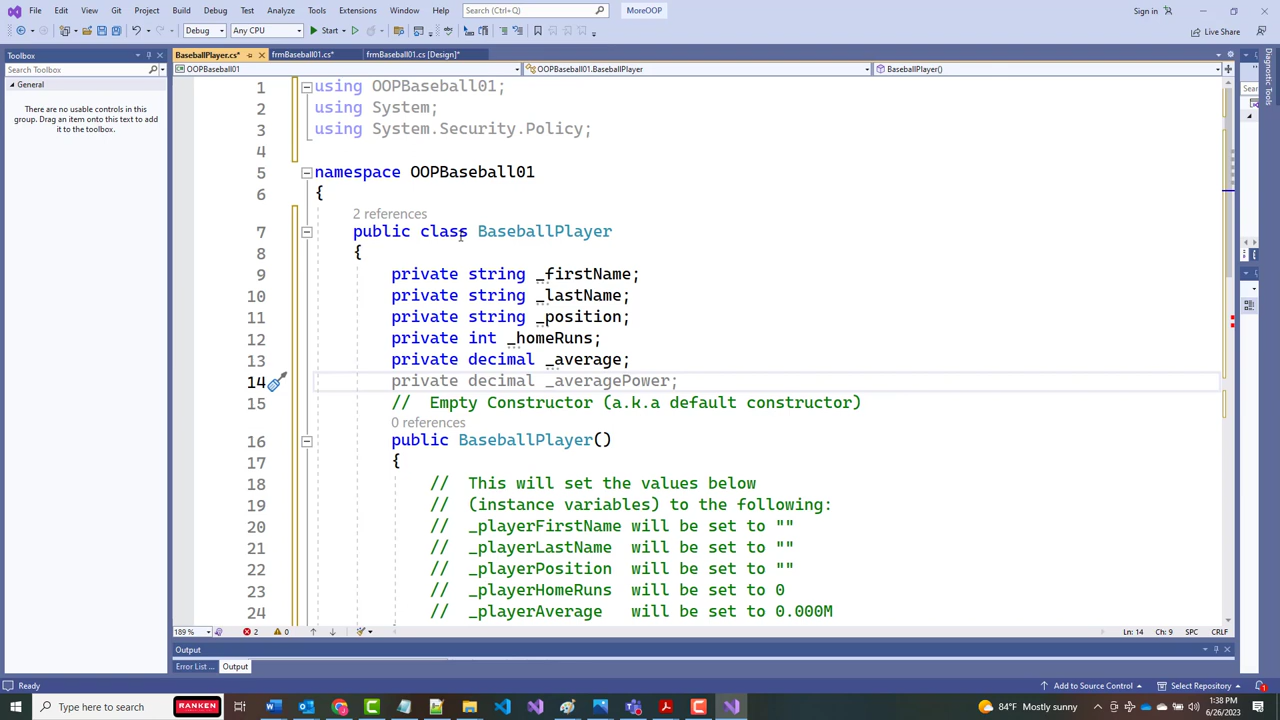 File Edit View Git Project Build Debug Test Analyze Tools Extensions Window Help Search (Ctrl+Q) MoreOOP Sign in
Debug Any CPU Start Live Share
Toolbox
BaseballPlayer.cs* frmBaseball01.cs* frmBaseball01.cs [Design]*
Search Toolbox
OOPBaseball01 OOPBaseball01.BaseballPlayer BaseballPlayer()
General
There are no usable controls in this
group. Drag an item onto this text to add
it to the toolbox.
Diagnostic Tools
1 using OOPBaseball01;
2 using System;
3 using System.Security.Policy;
4
5 namespace OOPBaseball01
6 {
2 references
7 public class BaseballPlayer
8 {
9 private string _firstName;
10 private string _lastName;
11 private string _position;
12 private int _homeRuns;
13 private decimal _average;
14 private decimal _averagePower;
15 // Empty Constructor (a.k.a default constructor)
0 references
16 public BaseballPlayer()
17 {
18 // This will set the values below
19 // (instance variables) to the following:
20 // _playerFirstName will be set to ""
21 // _playerLastName will be set to ""
22 // _playerPosition will be set to ""
23 // _playerHomeRuns will be set to 0
24 // _playerAverage will be set to 0.000M
189 % 2 0 Ln: 14 Ch: 9 SPC CRLF
Output
Error List ... Output
Ready Add to Source Control Select Repository 1
Type here to search RANKEN 84°F Mostly sunny 1:38 PM
6/26/2023